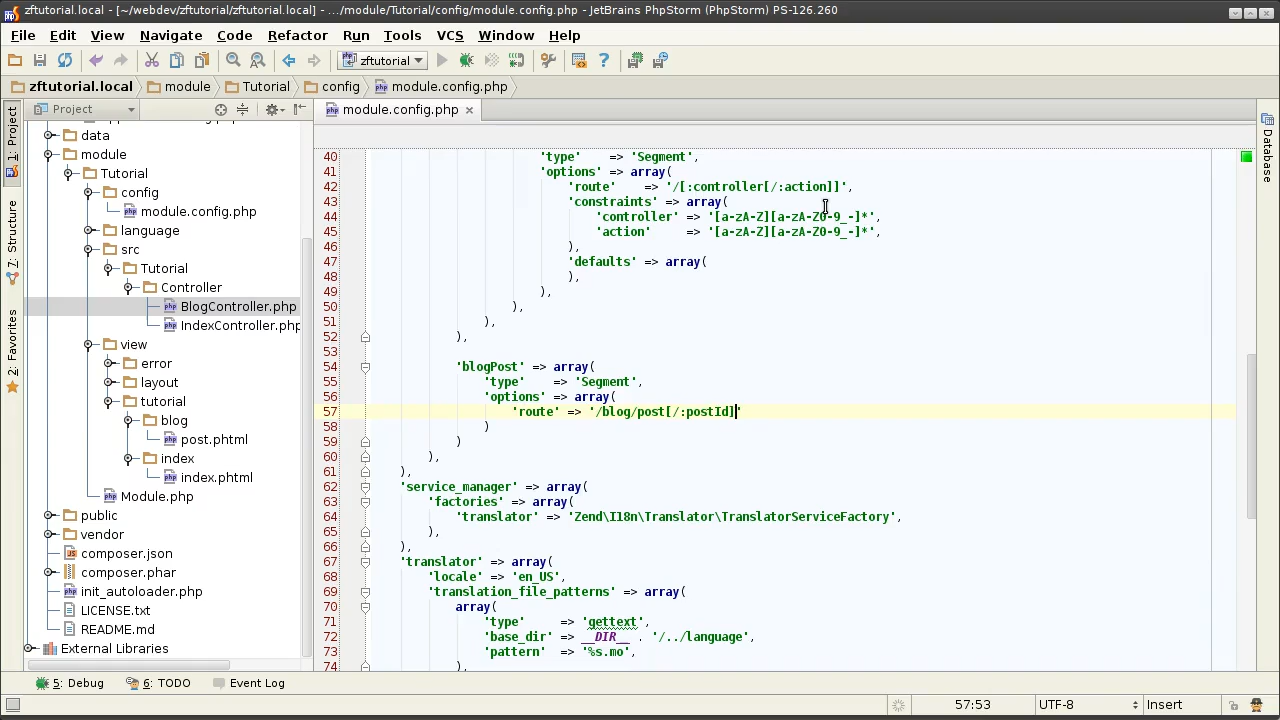 zftutorial.local - [~/webdev/zftutorial/zftutorial.local] - .../module/Tutorial/config/module.config.php - JetBrains PhpStorm (PhpStorm) PS-126.260
File Edit View Navigate Code Refactor Run Tools VCS Window Help
zftutorial
zftutorial.local module Tutorial config module.config.php
Project
module.config.php
1: Project
7: Structure
2: Favorites
data
module
Tutorial
config
module.config.php
language
src
Tutorial
Controller
BlogController.php
IndexController.php
view
error
layout
tutorial
blog
post.phtml
index
index.phtml
Module.php
public
vendor
composer.json
composer.phar
init_autoloader.php
LICENSE.txt
README.md
External Libraries
40 'type'    => 'Segment',
41 'options' => array(
42 'route'    => '/[:controller[/:action]]',
43 'constraints' => array(
44 'controller' => '[a-zA-Z][a-zA-Z0-9_-]*',
45 'action'     => '[a-zA-Z][a-zA-Z0-9_-]*',
46 ),
47 'defaults' => array(
48 ),
49 ),
50 ),
51 ),
52 ),
53
54 'blogPost' => array(
55 'type'    => 'Segment',
56 'options' => array(
57 'route' => '/blog/post[/:postId]'
58 )
59 )
60 ),
61 ),
62 'service_manager' => array(
63 'factories' => array(
64 'translator' => 'Zend\I18n\Translator\TranslatorServiceFactory',
65 ),
66 ),
67 'translator' => array(
68 'locale' => 'en_US',
69 'translation_file_patterns' => array(
70 array(
71 'type'     => 'gettext',
72 'base_dir' => __DIR__ . '/../language',
73 'pattern'  => '%s.mo',
74 ),
Database
5: Debug 6: TODO Event Log
57:53 UTF-8 Insert